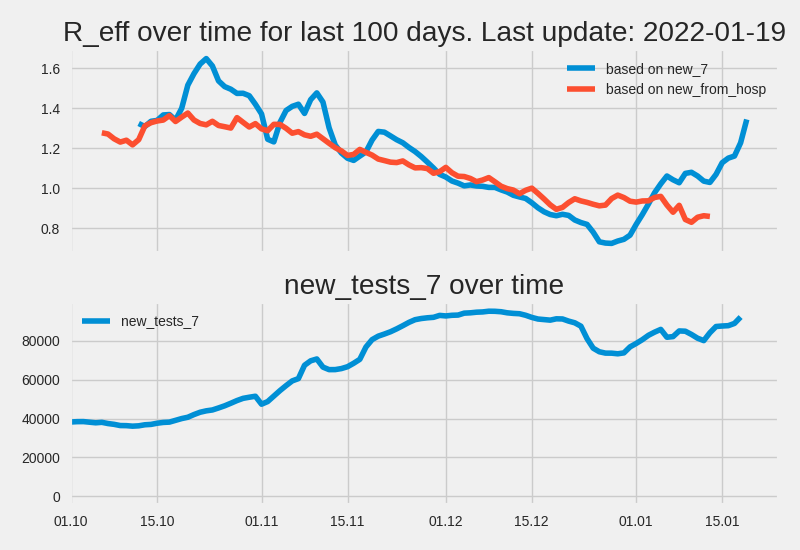 R_eff over time for last 100 days. Last update: 2022-01-19
1.6
1.4
1.2
1.0
0.8
based on new_7
based on new_from_hosp
new_tests_7 over time
new_tests_7
80000
60000
40000
20000
0
01.10 15.10 01.11 15.11 01.12 15.12 01.01 15.01